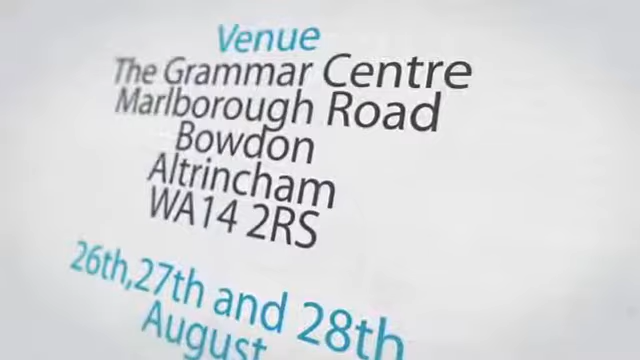 Venue
The Grammar Centre
Marlborough Road
Bowdon
Altrincham
WA14 2RS
26th,27th and 28th
August